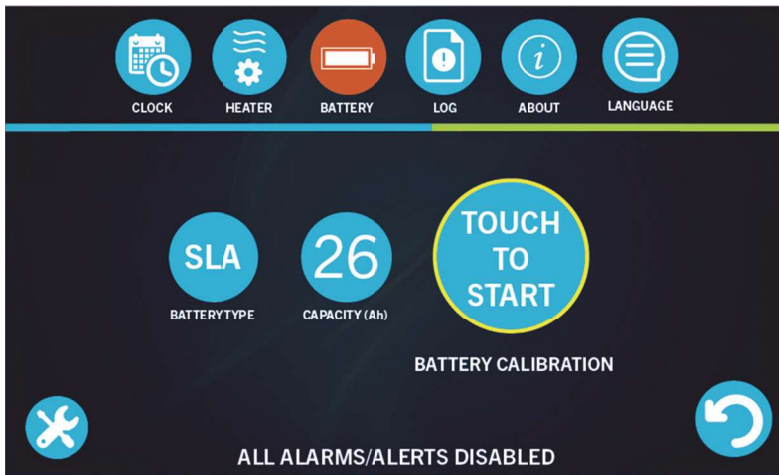 CLOCK HEATER BATTERY LOG ABOUT LANGUAGE
SLA
BATTERYTYPE
26
CAPACITY (Ah)
TOUCH
TO
START
BATTERY CALIBRATION
ALL ALARMS/ALERTS DISABLED